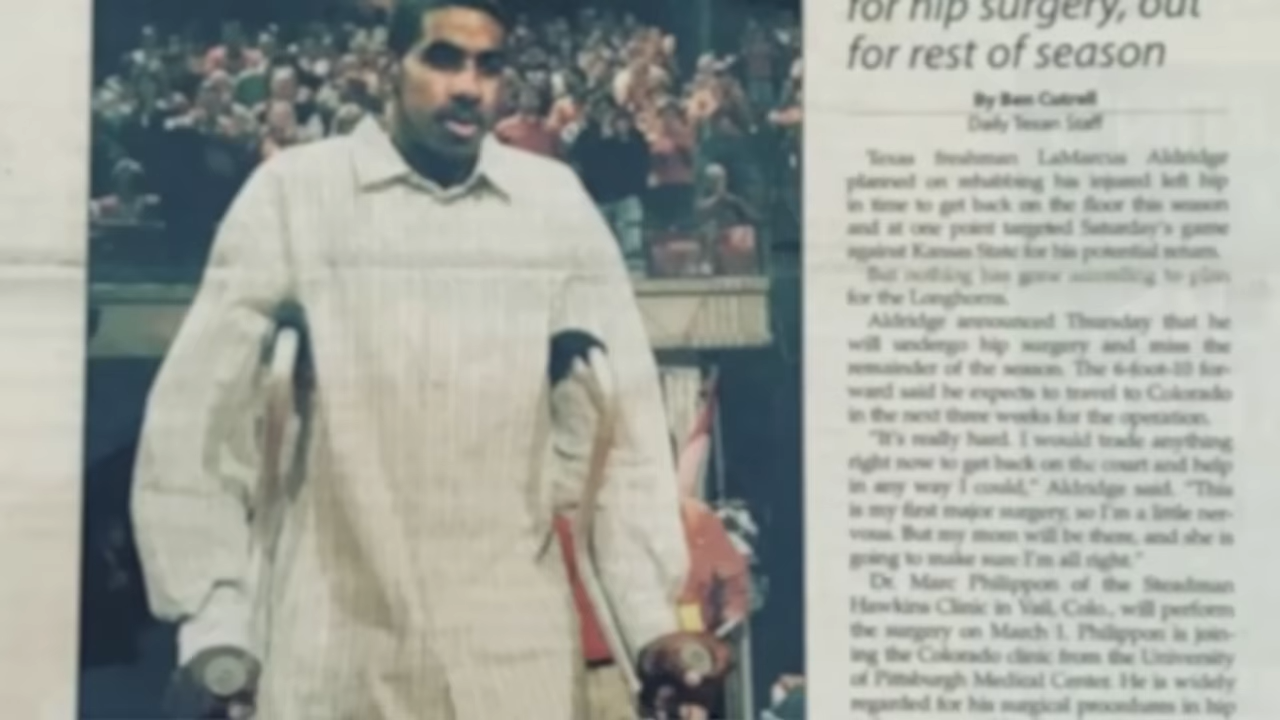 for hip surgery, out
for rest of season
By Ben Cutrell
Daily Texan Staff
Texas freshman LaMarcus Aldridge
planned on rehabbing his injured left hip
in time to get back on the floor this season
and at one point targeted Saturday's game
against Kansas State for his potential return.
But nothing has gone according to plan
for the Longhorns.
Aldridge announced Thursday that he
will undergo hip surgery and miss the
remainder of the season. The 6-foot-10 for-
ward said he expects to travel to Colorado
in the next three weeks for the operation.
"It's really hard. I would trade anything
right now to get back on the court and help
in any way I could," Aldridge said. "This
is my first major surgery, so I'm a little ner-
vous. But my mom will be there, and she is
going to make sure I'm all right."
Dr. Marc Philippon of the Steadman
Hawkins Clinic in Vail, Colo., will perform
the surgery on March 1. Philippon is join-
ing the Colorado clinic from the University
of Pittsburgh Medical Center. He is widely
regarded for his surgical procedures in hip